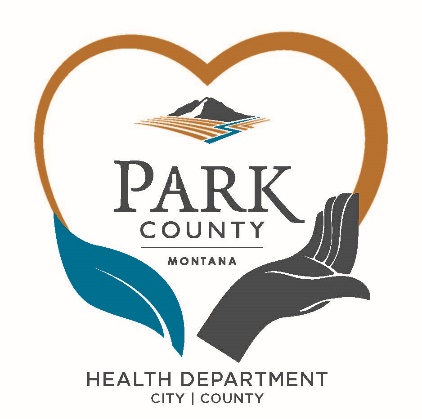 PARK
COUNTY
MONTANA
HEALTH DEPARTMENT
CITY | COUNTY